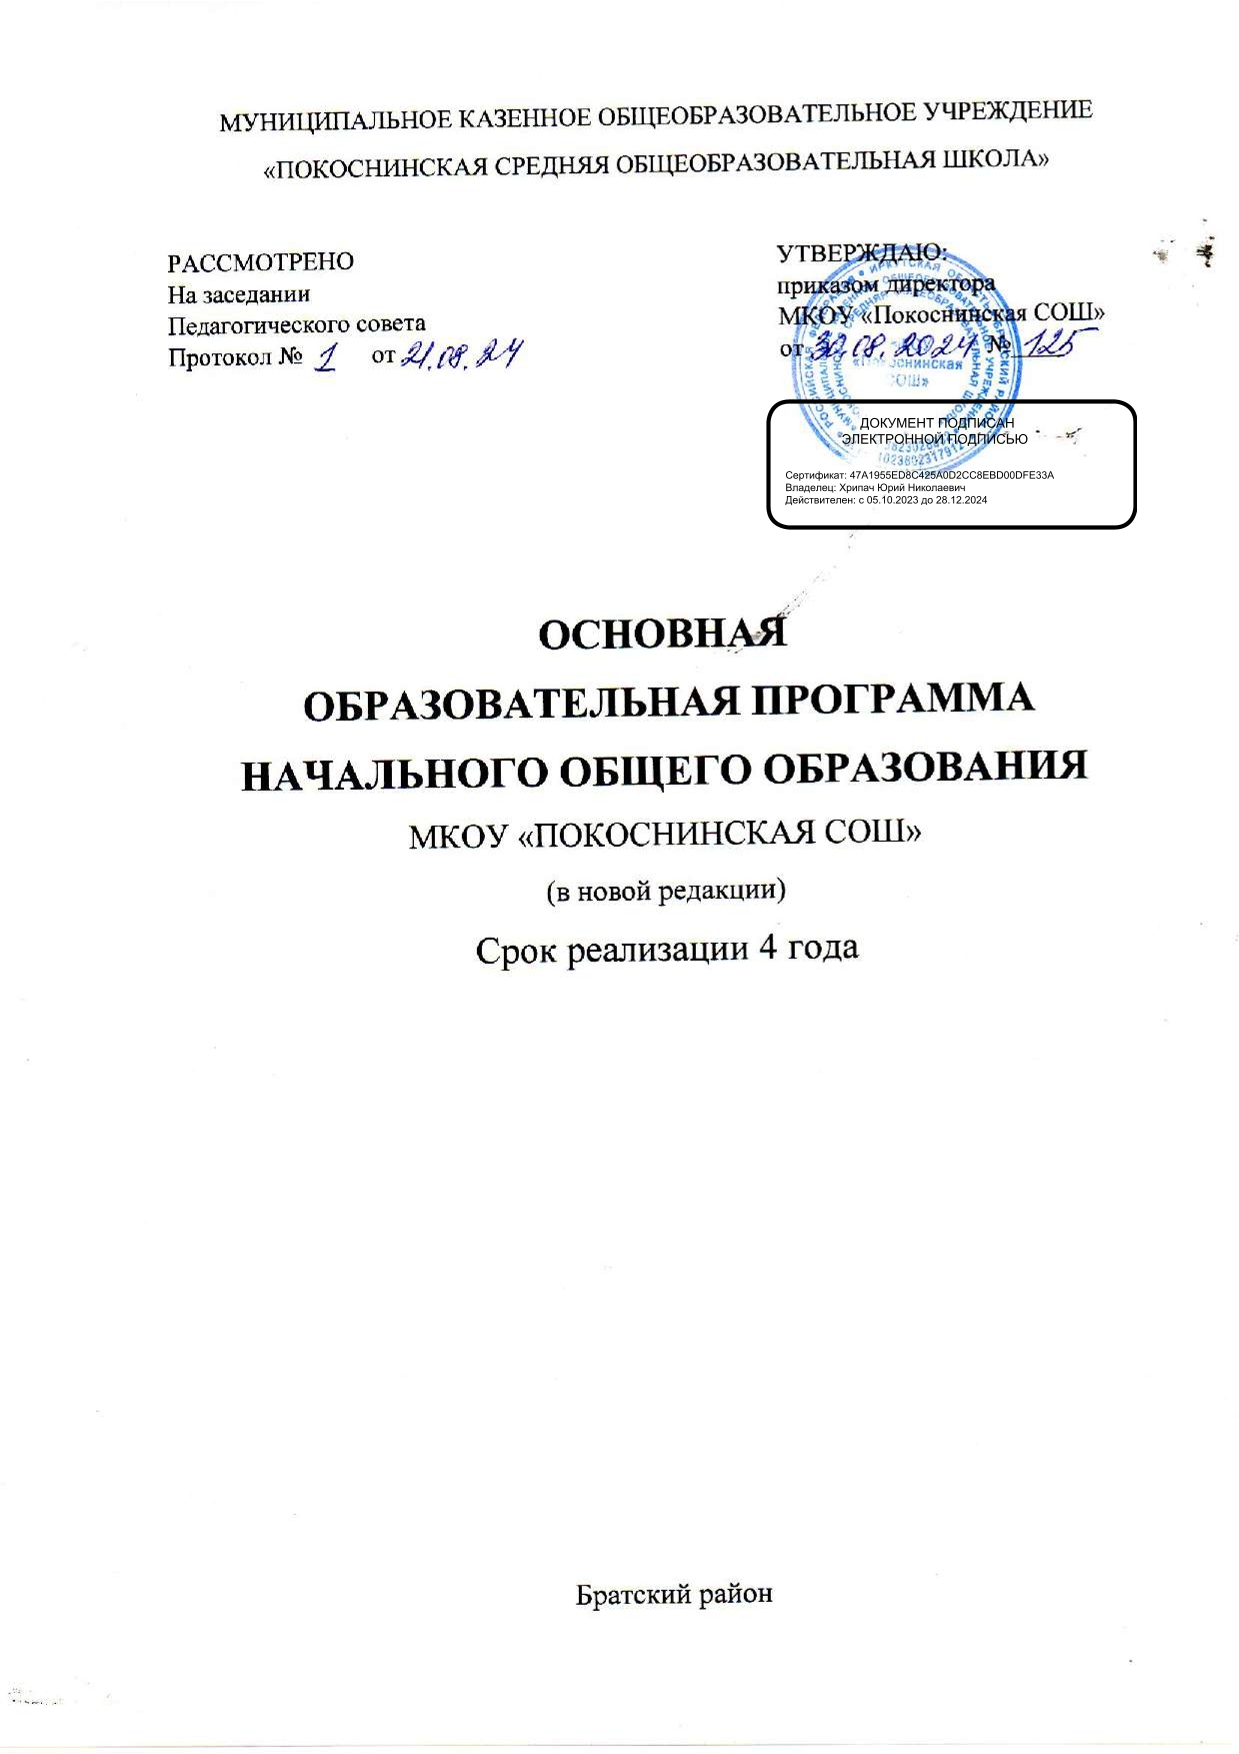 МУНИЦИПАЛЬНОЕ КАЗЕННОЕ ОБЩЕОБРАЗОВАТЕЛЬНОЕ УЧРЕЖДЕНИЕ
«ПОКОСНИНСКАЯ СРЕДНЯЯ ОБЩЕОБРАЗОВАТЕЛЬНАЯ ШКОЛА»
РАССМОТРЕНО
На заседании
Педагогического совета
Протокол № 1 от 21.08.24
УТВЕРЖДАЮ:
приказом директора
МКОУ «Покоснинская СОШ»
от 30.08.2024 № 125
«Покоснинская
СОШ»
ДОКУМЕНТ ПОДПИСАН
ЭЛЕКТРОННОЙ ПОДПИСЬЮ
Сертификат: 47A1955ED8C425A0D2CC8EBD00DFE33A
Владелец: Хрипач Юрий Николаевич
Действителен: с 05.10.2023 до 28.12.2024
ОСНОВНАЯ
ОБРАЗОВАТЕЛЬНАЯ ПРОГРАММА
НАЧАЛЬНОГО ОБЩЕГО ОБРАЗОВАНИЯ
МКОУ «ПОКОСНИНСКАЯ СОШ»
(в новой редакции)
Срок реализации 4 года
Братский район